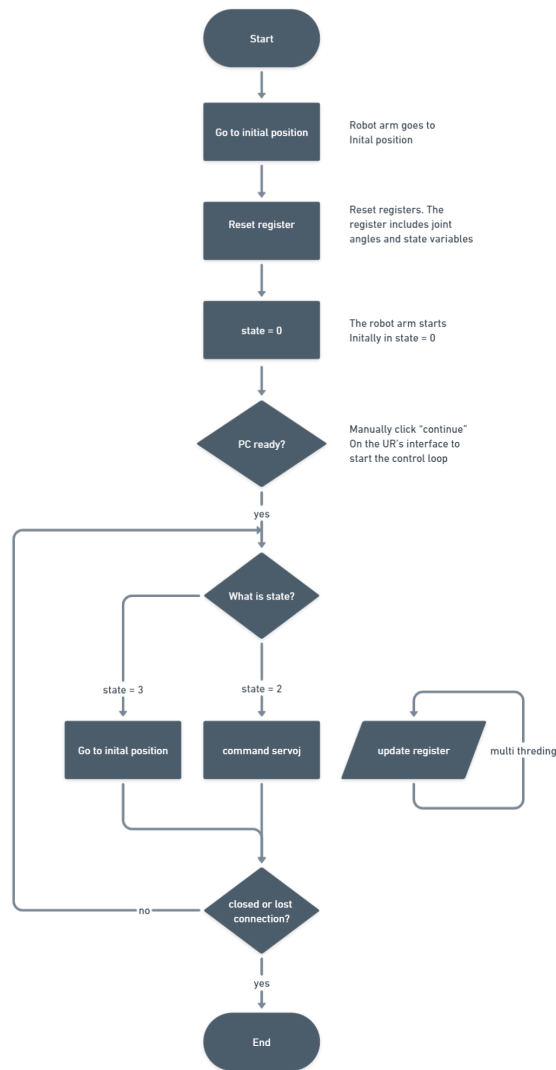 Start
Go to initial position
Robot arm goes to
Inital position
Reset register
Reset registers. The
register includes joint
angles and state variables
state = 0
The robot arm starts
Initally in state = 0
PC ready?
Manually click “continue”
On the UR’s interface to
start the control loop
yes
What is state?
state = 3
state = 2
Go to inital position
command servoj
update register
multi threding
closed or lost
connection?
no
yes
End